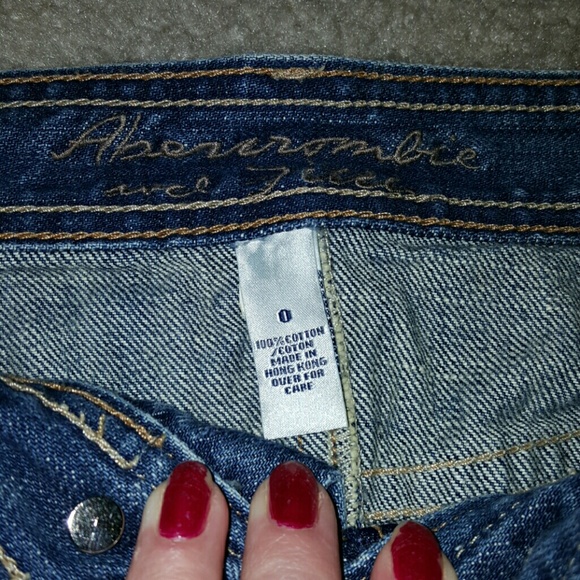 Abercrombie
and Fitch
0
100% COTTON
/COTON
MADE IN
HONG KONG
OVER FOR
CARE